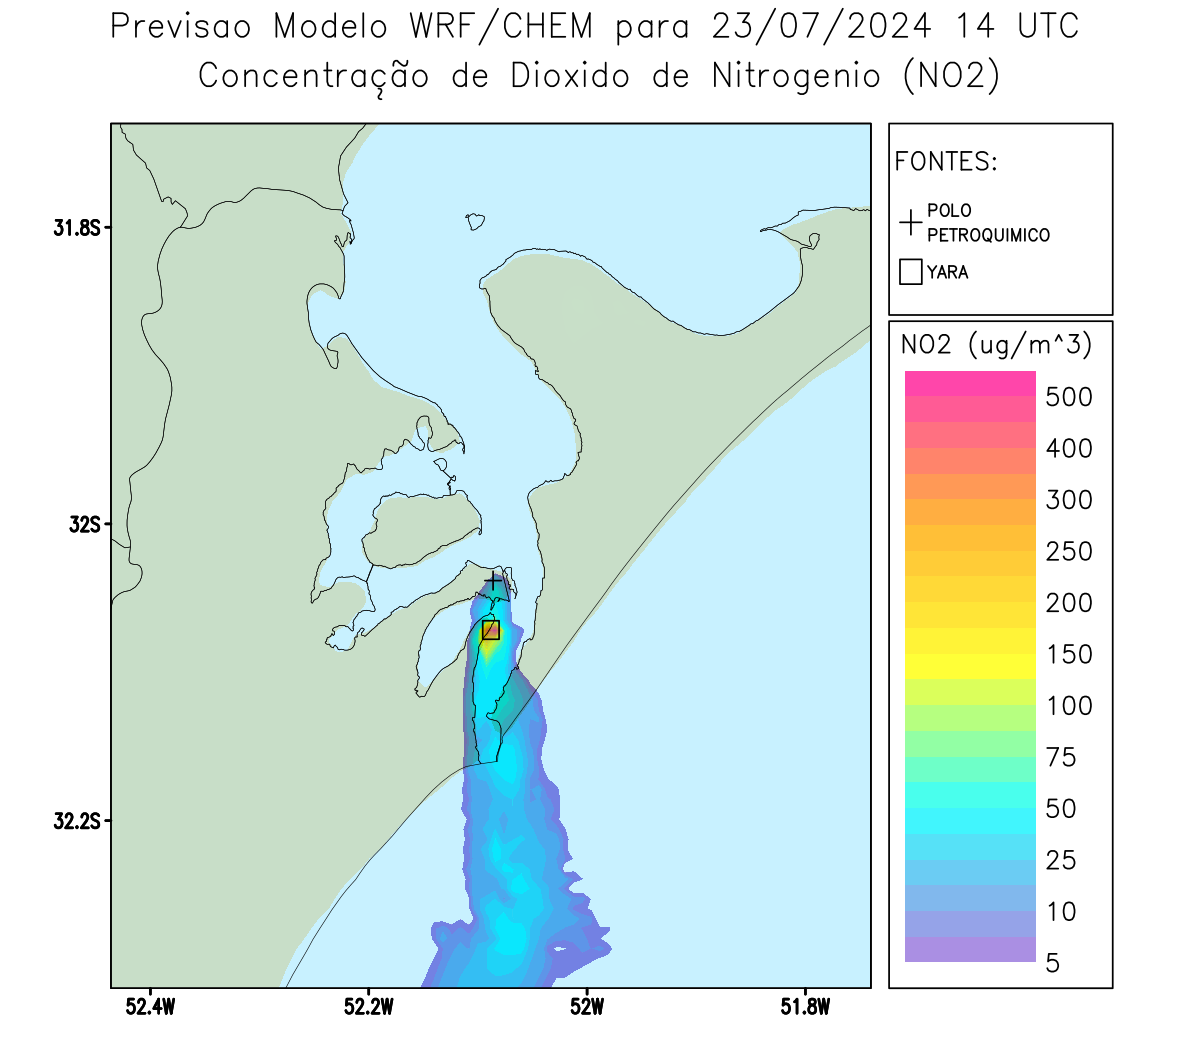 Previsao Modelo WRF/CHEM para 23/07/2024 14 UTC
Concentração de Dioxido de Nitrogenio (NO2)
FONTES:
POLO
PETROQUIMICO
YARA
31.8S
32S
32.2S
52.4W
52.2W
52W
51.8W
NO2 (ug/m^3)
500
400
300
250
200
150
100
75
50
25
10
5